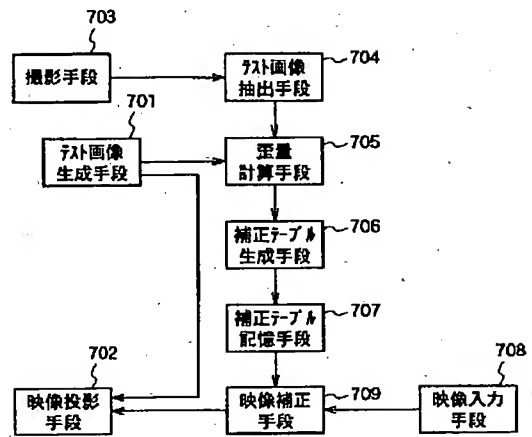 703
撮影手段
テスト画像
抽出手段
704
701
テスト画像
生成手段
歪量
計算手段
705
補正テーブル
生成手段
706
補正テーブル
記憶手段
707
702
映像投影
手段
映像補正
手段
709
708
映像入力
手段